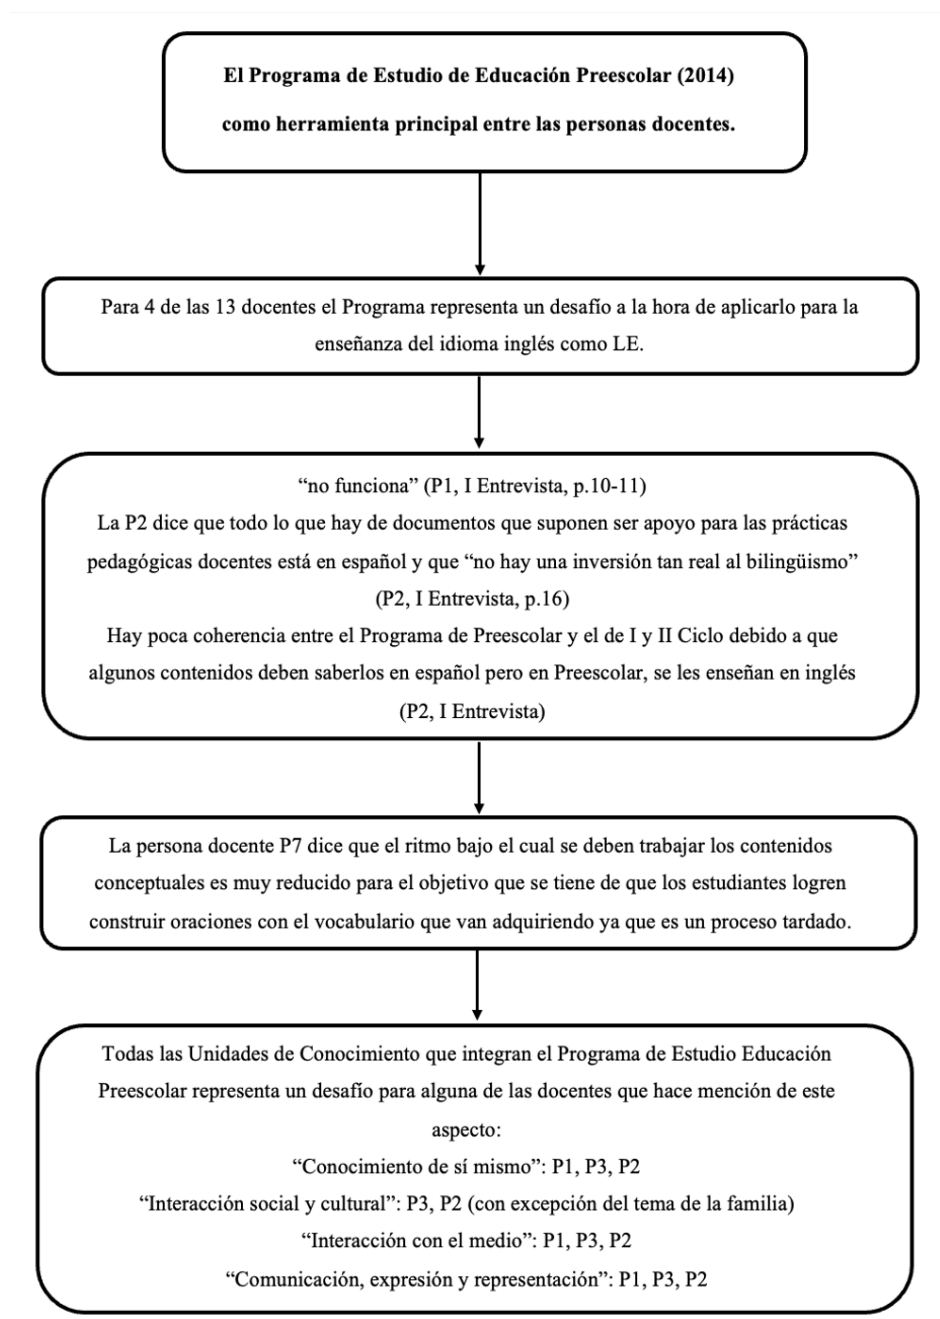 El Programa de Estudio de Educación Preescolar (2014)
como herramienta principal entre las personas docentes.
Para 4 de las 13 docentes el Programa representa un desafío a la hora de aplicarlo para la
enseñanza del idioma inglés como LE.
“no funciona” (P1, I Entrevista, p.10-11)
La P2 dice que todo lo que hay de documentos que suponen ser apoyo para las prácticas
pedagógicas docentes está en español y que “no hay una inversión tan real al bilingüismo”
(P2, I Entrevista, p.16)
Hay poca coherencia entre el Programa de Preescolar y el de I y II Ciclo debido a que
algunos contenidos deben saberlos en español pero en Preescolar, se les enseñan en inglés
(P2, I Entrevista)
La persona docente P7 dice que el ritmo bajo el cual se deben trabajar los contenidos
conceptuales es muy reducido para el objetivo que se tiene de que los estudiantes logren
construir oraciones con el vocabulario que van adquiriendo ya que es un proceso tardado.
Todas las Unidades de Conocimiento que integran el Programa de Estudio Educación
Preescolar representa un desafío para alguna de las docentes que hace mención de este
aspecto:
“Conocimiento de sí mismo”: P1, P3, P2
“Interacción social y cultural”: P3, P2 (con excepción del tema de la familia)
“Interacción con el medio”: P1, P3, P2
“Comunicación, expresión y representación”: P1, P3, P2